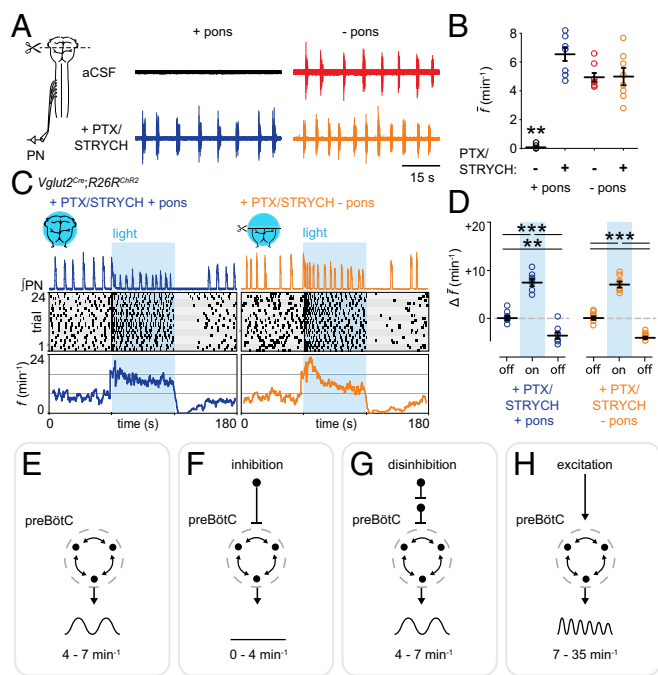 A
+ pons
- pons
aCSF
+ PTX/
STRYCH
PN
15 s
B
f̄ (min⁻¹)
8
6
4
2
0
**
PTX/
STRYCH:
- + - +
+ pons - pons
C
Vglut2Cre;R26RChR2
+ PTX/STRYCH + pons
+ PTX/STRYCH - pons
light
light
∫PN
24
trial
1
24
f (min⁻¹)
0
0 time (s) 180
0 time (s) 180
D
Δ f̄ (min⁻¹)
+20
+10
0
***
**
***
off on off
off on off
+ PTX/
STRYCH
+ pons
+ PTX/
STRYCH
- pons
E
preBötC
4 - 7 min⁻¹
F
inhibition
preBötC
0 - 4 min⁻¹
G
disinhibition
preBötC
4 - 7 min⁻¹
H
excitation
preBötC
7 - 35 min⁻¹